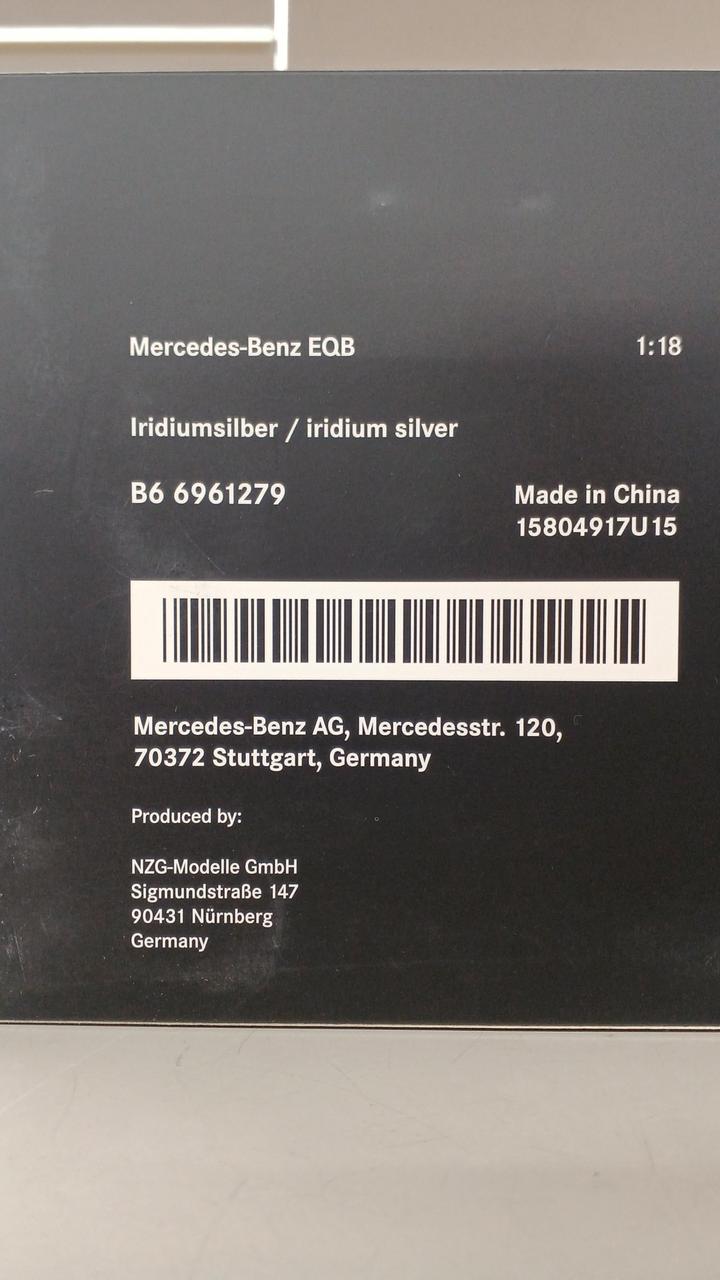 Mercedes-Benz EQB 1:18
Iridiumsilber / iridium silver
B6 6961279 Made in China
15804917U15
Mercedes-Benz AG, Mercedesstr. 120,
70372 Stuttgart, Germany
Produced by:
NZG-Modelle GmbH
Sigmundstraße 147
90431 Nürnberg
Germany